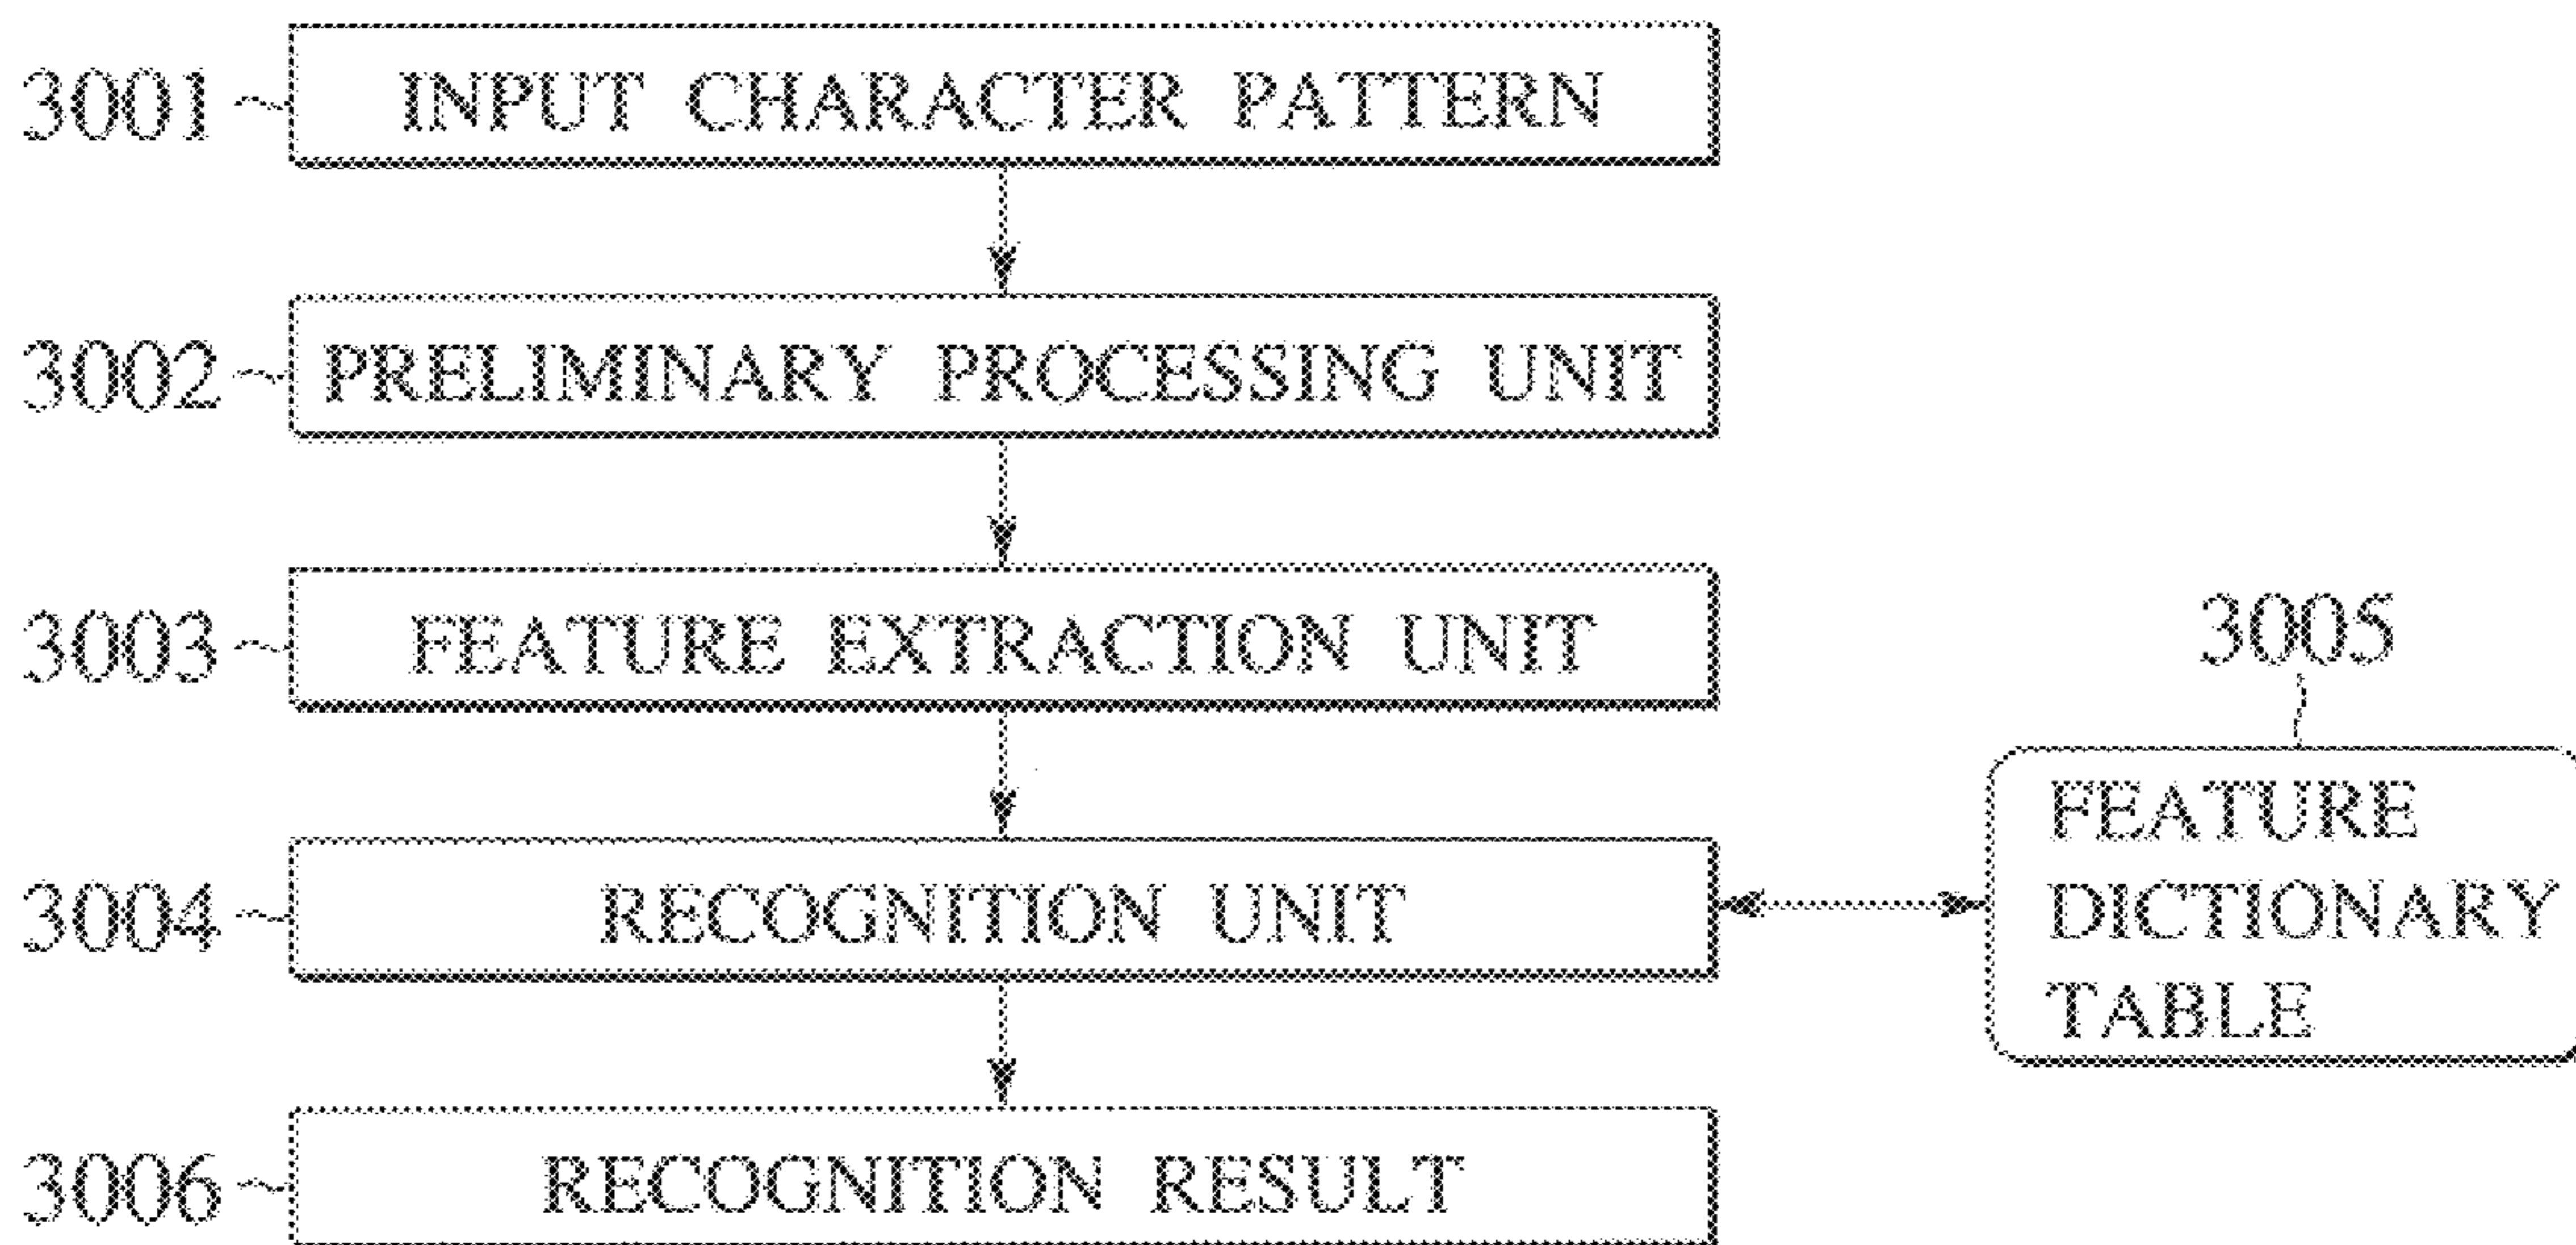 3001 INPUT CHARACTER PATTERN
3002 PRELIMINARY PROCESSING UNIT
3003 FEATURE EXTRACTION UNIT
3005
3004 RECOGNITION UNIT
FEATURE
DICTIONARY
TABLE
3006 RECOGNITION RESULT